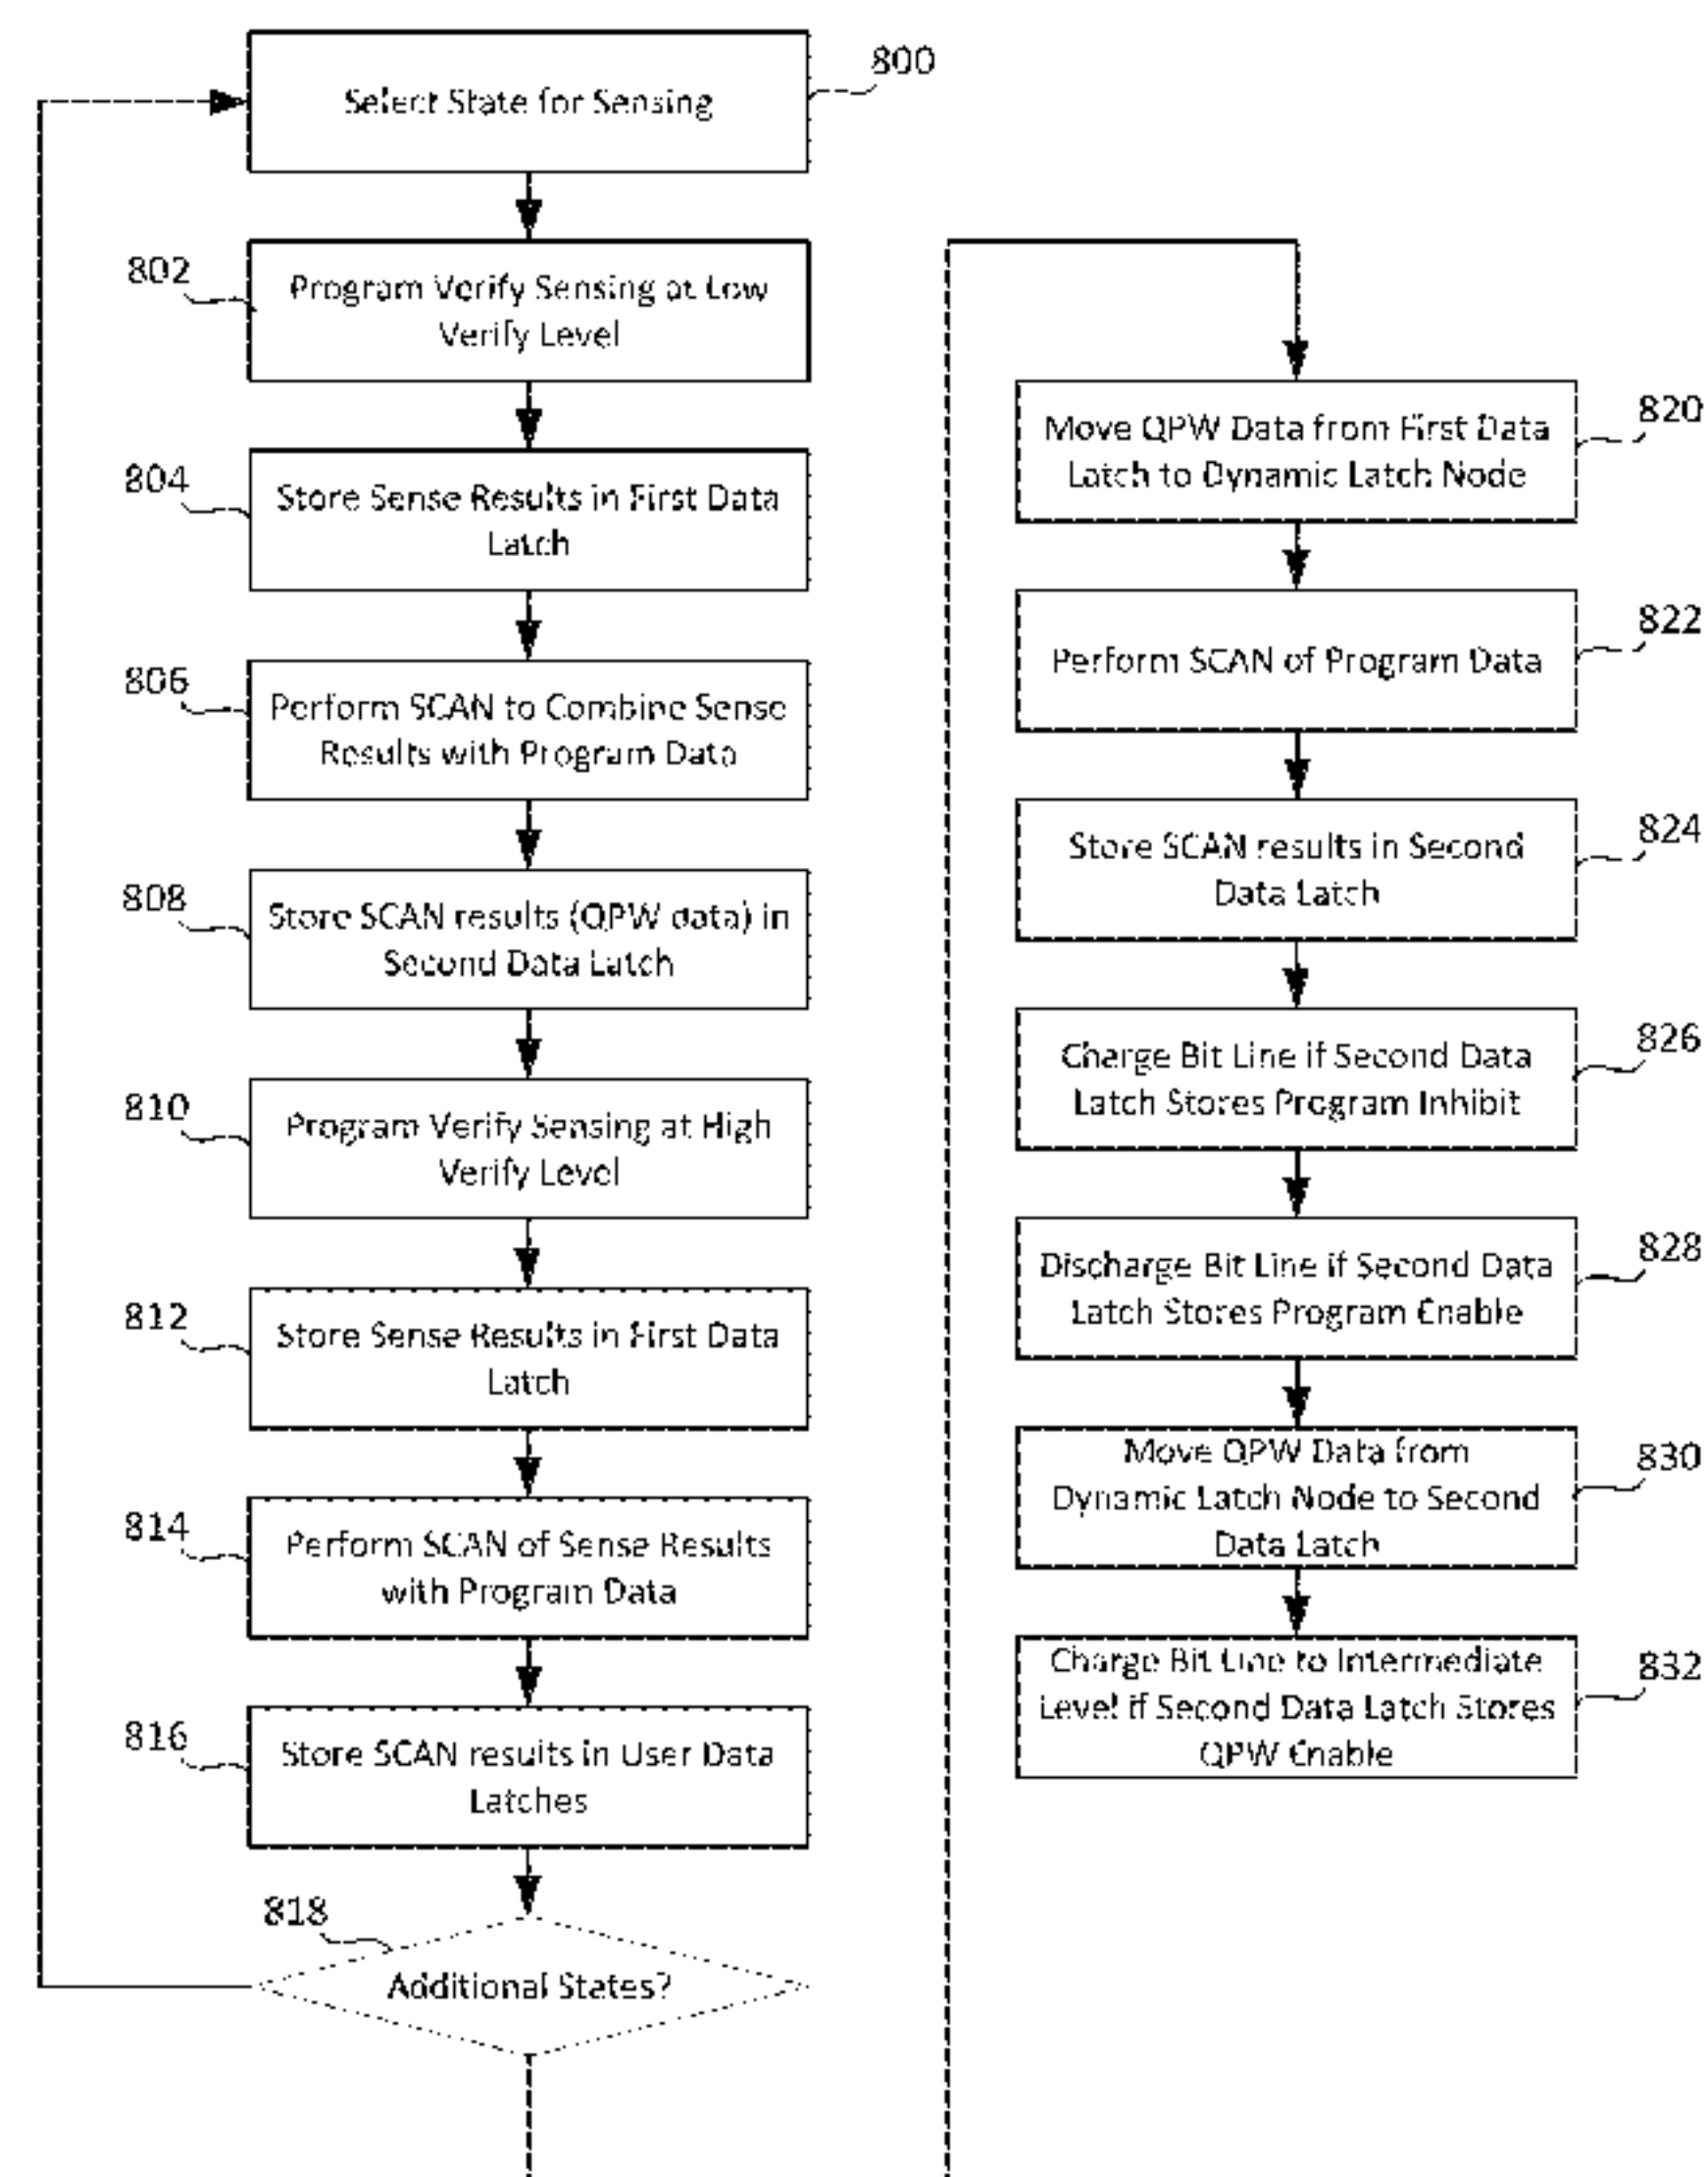 800
Select State for Sensing
802
Program Verify Sensing at Low
Verify Level
804
Store Sense Results in First Data
Latch
806
Perform SCAN to Combine Sense
Results with Program Data
808
Store SCAN results (QPW data) in
Second Data Latch
810
Program Verify Sensing at High
Verify Level
812
Store Sense Results in First Data
Latch
814
Perform SCAN of Sense Results
with Program Data
816
Store SCAN results in User Data
Latches
818
Additional States?
820
Move QPW Data from First Data
Latch to Dynamic Latch Node
822
Perform SCAN of Program Data
824
Store SCAN results in Second
Data Latch
826
Charge Bit Line if Second Data
Latch Stores Program Inhibit
828
Discharge Bit Line if Second Data
Latch Stores Program Enable
830
Move QPW Data from
Dynamic Latch Node to Second
Data Latch
832
Charge Bit Line to Intermediate
Level if Second Data Latch Stores
QPW Enable